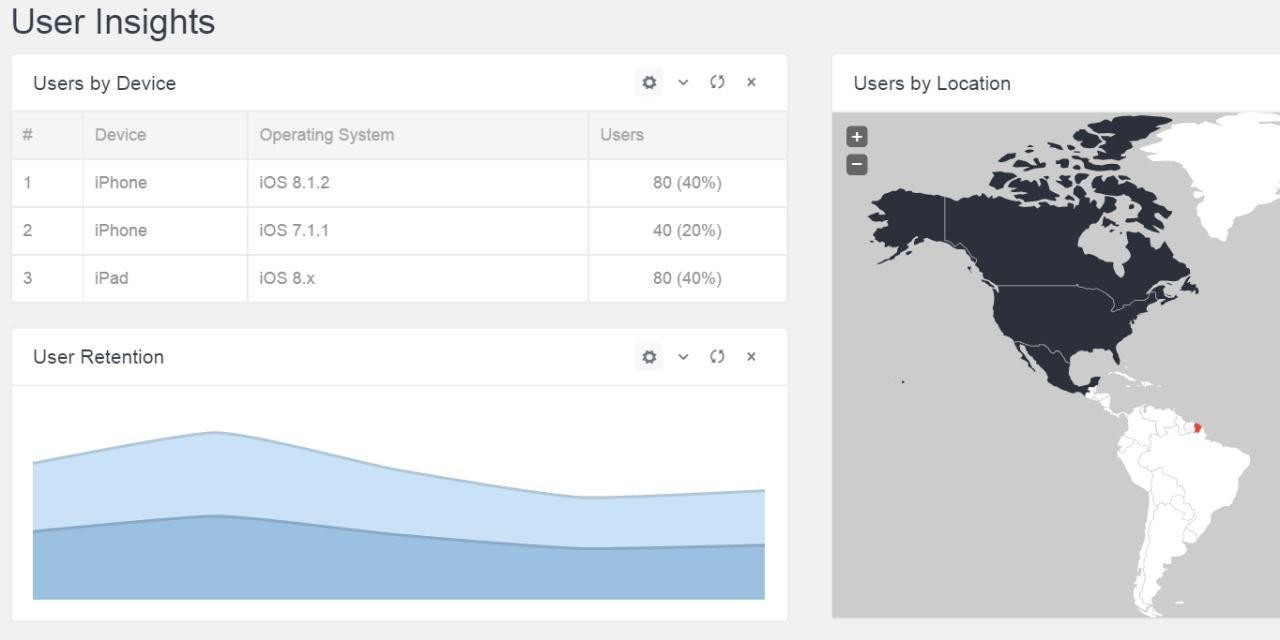 User Insights
Users by Device
# Device Operating System Users
1 iPhone iOS 8.1.2 80 (40%)
2 iPhone iOS 7.1.1 40 (20%)
3 iPad iOS 8.x 80 (40%)
User Retention
Users by Location
+
−